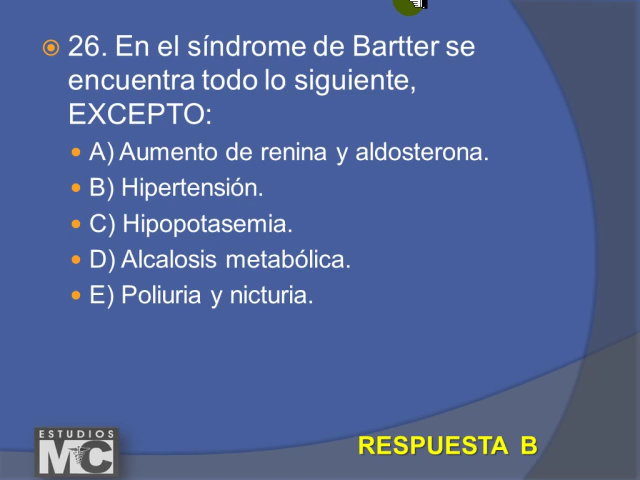 26. En el síndrome de Bartter se
encuentra todo lo siguiente,
EXCEPTO:
A) Aumento de renina y aldosterona.
B) Hipertensión.
C) Hipopotasemia.
D) Alcalosis metabólica.
E) Poliuria y nicturia.
ESTUDIOS
MC
RESPUESTA B